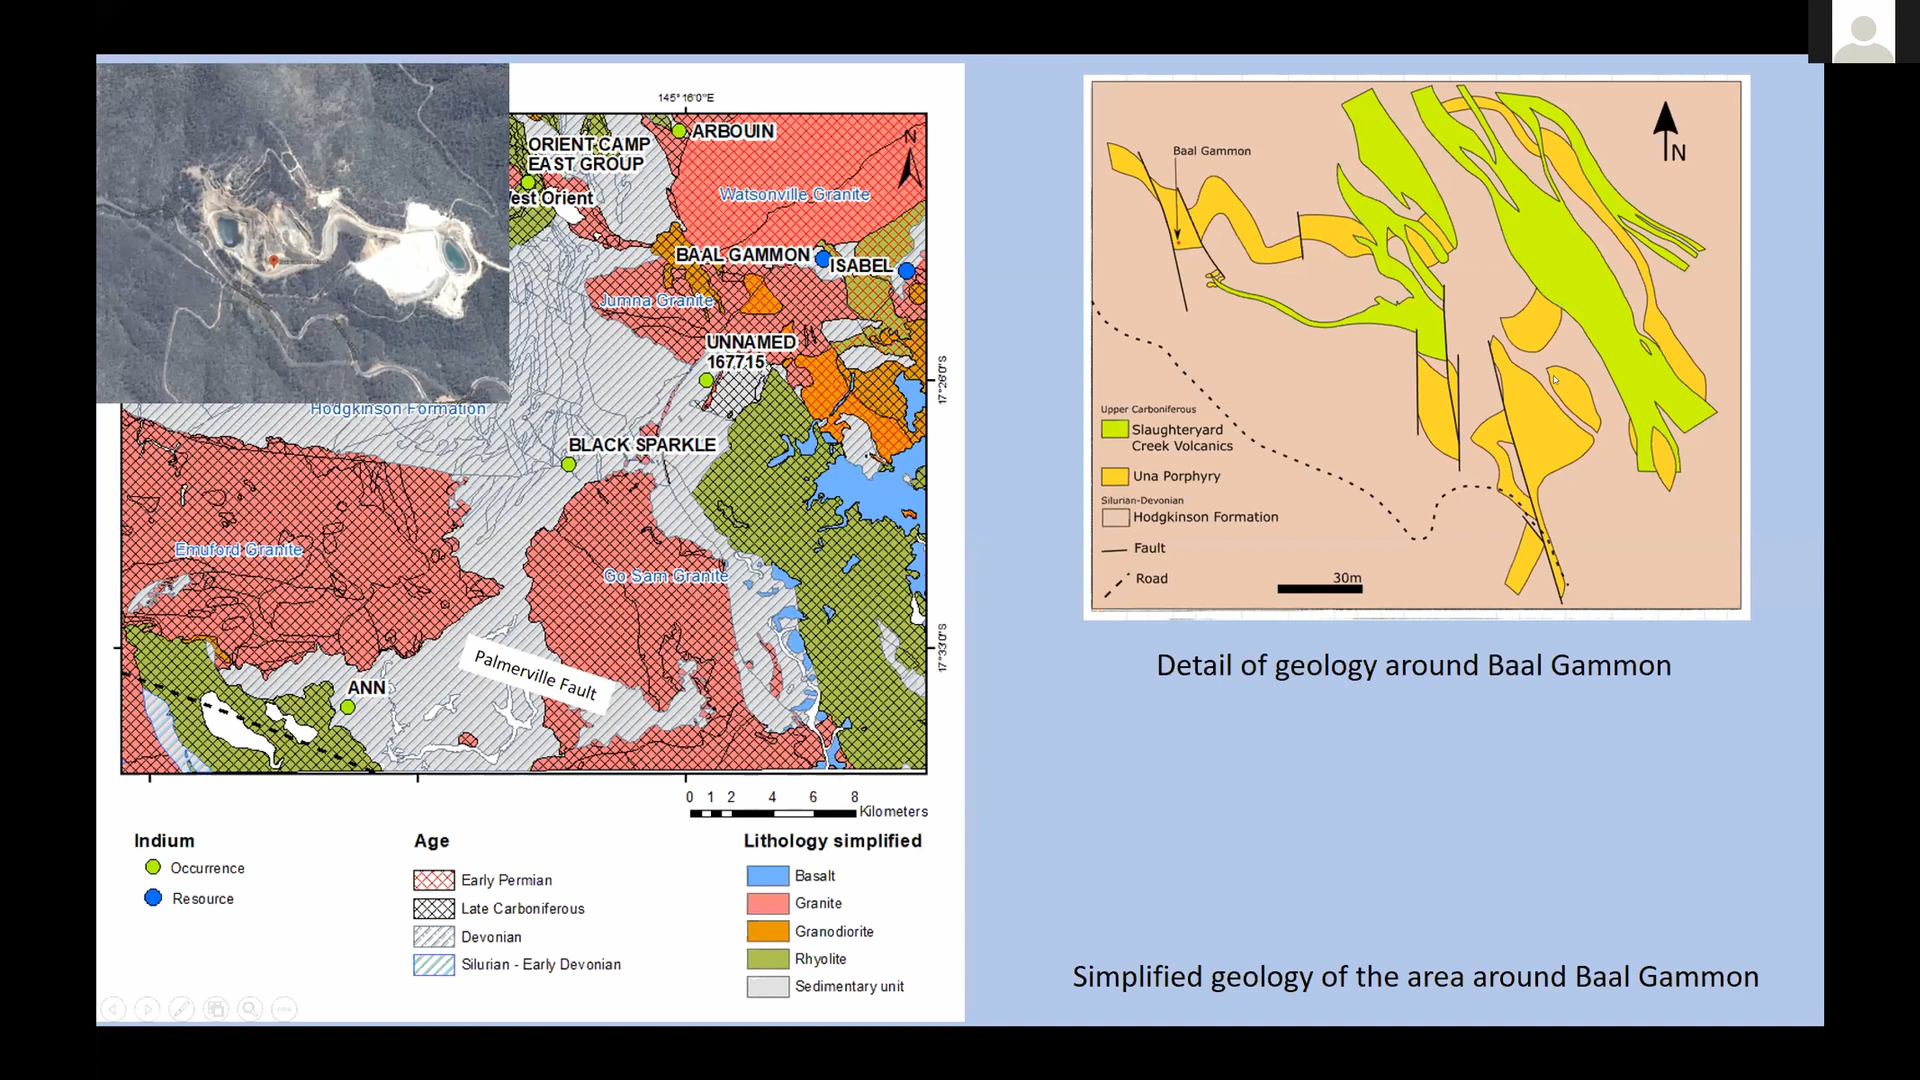 145°16'0"E
ARBOUIN
ORIENT CAMP
EAST GROUP
est Orient
N
Watsonville Granite
BAAL GAMMON
ISABEL
Jumna Granite
UNNAMED
167715
17°26'0"S
Hodgkinson Formation
BLACK SPARKLE
Emuford Granite
Go Sam Granite
17°33'0"S
Palmerville Fault
ANN
0 1 2 4 6 8
Kilometers
Indium
Occurrence
Resource
Age
Early Permian
Late Carboniferous
Devonian
Silurian - Early Devonian
Lithology simplified
Basalt
Granite
Granodiorite
Rhyolite
Sedimentary unit
Baal Gammon
N
Upper Carboniferous
Slaughteryard
Creek Volcanics
Una Porphyry
Silurian-Devonian
Hodgkinson Formation
Fault
Road
30m
Detail of geology around Baal Gammon
Simplified geology of the area around Baal Gammon